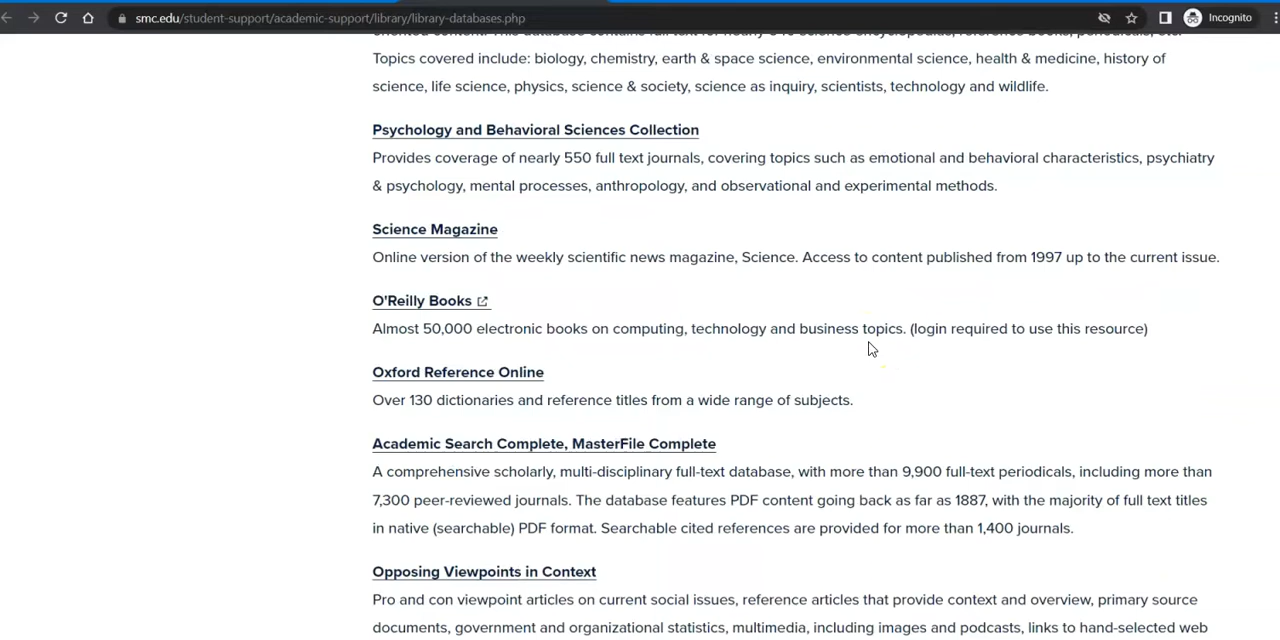 smc.edu/student-support/academic-support/library/library-databases.php
Incognito
Topics covered include: biology, chemistry, earth & space science, environmental science, health & medicine, history of
science, life science, physics, science & society, science as inquiry, scientists, technology and wildlife.
Psychology and Behavioral Sciences Collection
Provides coverage of nearly 550 full text journals, covering topics such as emotional and behavioral characteristics, psychiatry
& psychology, mental processes, anthropology, and observational and experimental methods.
Science Magazine
Online version of the weekly scientific news magazine, Science. Access to content published from 1997 up to the current issue.
O'Reilly Books
Almost 50,000 electronic books on computing, technology and business topics. (login required to use this resource)
Oxford Reference Online
Over 130 dictionaries and reference titles from a wide range of subjects.
Academic Search Complete, MasterFile Complete
A comprehensive scholarly, multi-disciplinary full-text database, with more than 9,900 full-text periodicals, including more than
7,300 peer-reviewed journals. The database features PDF content going back as far as 1887, with the majority of full text titles
in native (searchable) PDF format. Searchable cited references are provided for more than 1,400 journals.
Opposing Viewpoints in Context
Pro and con viewpoint articles on current social issues, reference articles that provide context and overview, primary source
documents, government and organizational statistics, multimedia, including images and podcasts, links to hand-selected web